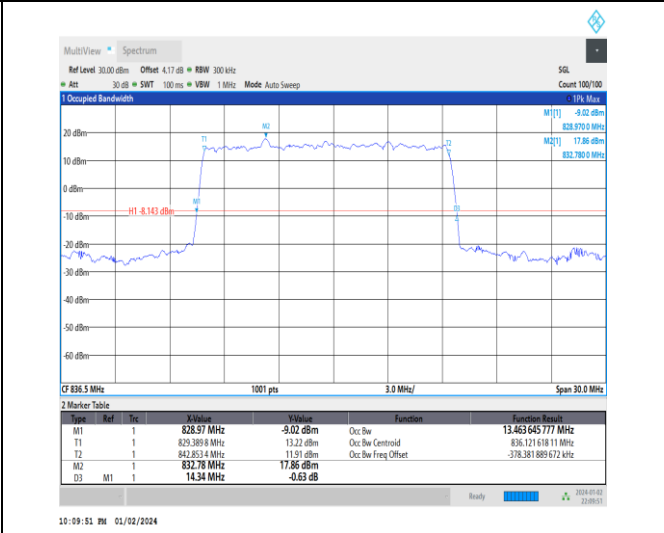 MultiView Spectrum
Ref Level 30.00 dBm Offset 4.17 dB RBW 300 kHz SGL
Att 30 dB SWT 100 ms VBW 1 MHz Mode Auto Sweep Count 100/100
1 Occupied Bandwidth 1Pk Max
M1[1] -9.02 dBm
828.970 0 MHz
M2[1] 17.86 dBm
832.780 0 MHz
M2
20 dBm
T1 T2
10 dBm
0 dBm
M1
H1 -8.143 dBm
-10 dBm
-20 dBm
-30 dBm
-40 dBm
-50 dBm
-60 dBm
CF 836.5 MHz 1001 pts 3.0 MHz/ Span 30.0 MHz
2 Marker Table
Type Ref Trc X-Value Y-Value Function Function Result
M1 1 828.97 MHz -9.02 dBm Occ Bw 13.463 645 777 MHz
T1 1 829.389 8 MHz 13.22 dBm Occ Bw Centroid 836.121 618 11 MHz
T2 1 842.853 4 MHz 11.91 dBm Occ Bw Freq Offset -378.381 889 672 kHz
M2 1 832.78 MHz 17.86 dBm
D3 M1 1 14.34 MHz -0.63 dB
Ready 2024-01-02
22:09:51
10:09:51 PM 01/02/2024